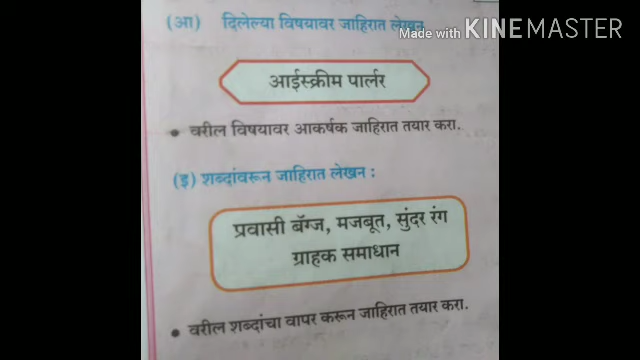 (आ) दिलेल्या विषयावर जाहिरात लेखन
Made with KINEMASTER
आईस्क्रीम पार्लर
• वरील विषयावर आकर्षक जाहिरात तयार करा.
(इ) शब्दांवरून जाहिरात लेखन :
प्रवासी बॅग्ज, मजबूत, सुंदर रंग
ग्राहक समाधान
• वरील शब्दांचा वापर करून जाहिरात तयार करा.